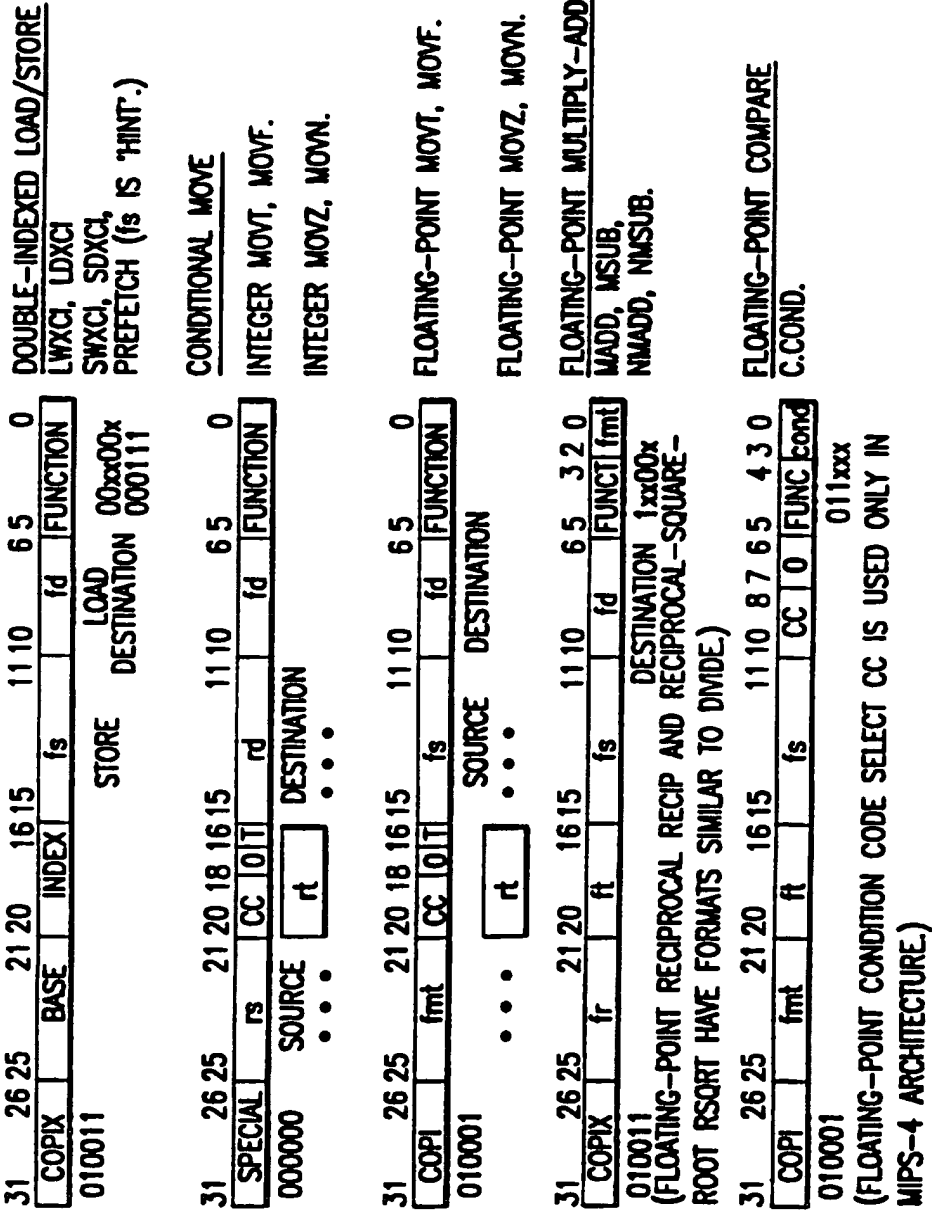 31 26 25 21 20 16 15 11 10 6 5 0 DOUBLE-INDEXED LOAD/STORE
COPIX BASE INDEX fs fd FUNCTION LWXCI, LDXCI
010011 STORE LOAD DESTINATION 00xx00x SWXCI, SDXCI,
000111 PREFETCH (fs IS 'HINT'.)
CONDITIONAL MOVE
31 26 25 21 20 18 16 15 11 10 6 5 0
SPECIAL rs CC 0 T rd fd FUNCTION INTEGER MOVT, MOVF.
000000 SOURCE rt DESTINATION INTEGER MOVZ, MOVN.
• • • • • •
31 26 25 21 20 18 16 15 11 10 6 5 0
COPI fmt CC 0 T fs fd FUNCTION FLOATING-POINT MOVT, MOVF.
010001 SOURCE DESTINATION
• • • rt • • • FLOATING-POINT MOVZ, MOVN.
31 26 25 21 20 16 15 11 10 6 5 3 2 0 FLOATING-POINT MULTIPLY-ADD
COPIX fr ft fs fd FUNCT fmt MADD, MSUB,
010011 DESTINATION 1xx00x NMADD, NMSUB.
(FLOATING-POINT RECIPROCAL RECIP AND RECIPROCAL-SQUARE-
ROOT RSORT HAVE FORMATS SIMILAR TO DIVIDE.)
31 26 25 21 20 16 15 11 10 8 7 6 5 4 3 0 FLOATING-POINT COMPARE
COPI fmt ft fs CC 0 FUNC cond C.COND.
010001 011xxx
(FLOATING-POINT CONDITION CODE SELECT CC IS USED ONLY IN
MIPS-4 ARCHITECTURE.)